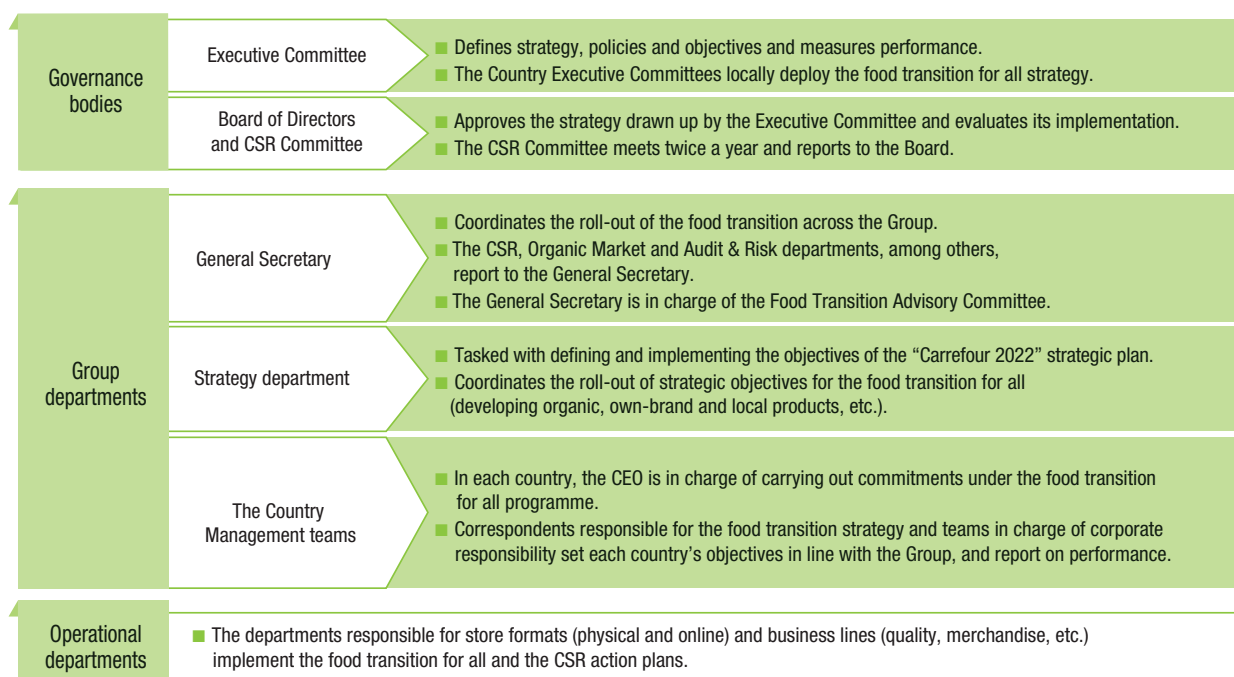 Governance
bodies
Executive Committee
■ Defines strategy, policies and objectives and measures performance.
■ The Country Executive Committees locally deploy the food transition for all strategy.
Board of Directors
and CSR Committee
■ Approves the strategy drawn up by the Executive Committee and evaluates its implementation.
■ The CSR Committee meets twice a year and reports to the Board.
Group
departments
General Secretary
■ Coordinates the roll-out of the food transition across the Group.
■ The CSR, Organic Market and Audit & Risk departments, among others,
report to the General Secretary.
■ The General Secretary is in charge of the Food Transition Advisory Committee.
Strategy department
■ Tasked with defining and implementing the objectives of the “Carrefour 2022” strategic plan.
■ Coordinates the roll-out of strategic objectives for the food transition for all
(developing organic, own-brand and local products, etc.).
The Country
Management teams
■ In each country, the CEO is in charge of carrying out commitments under the food transition
for all programme.
■ Correspondents responsible for the food transition strategy and teams in charge of corporate
responsibility set each country’s objectives in line with the Group, and report on performance.
Operational
departments
■ The departments responsible for store formats (physical and online) and business lines (quality, merchandise, etc.)
implement the food transition for all and the CSR action plans.